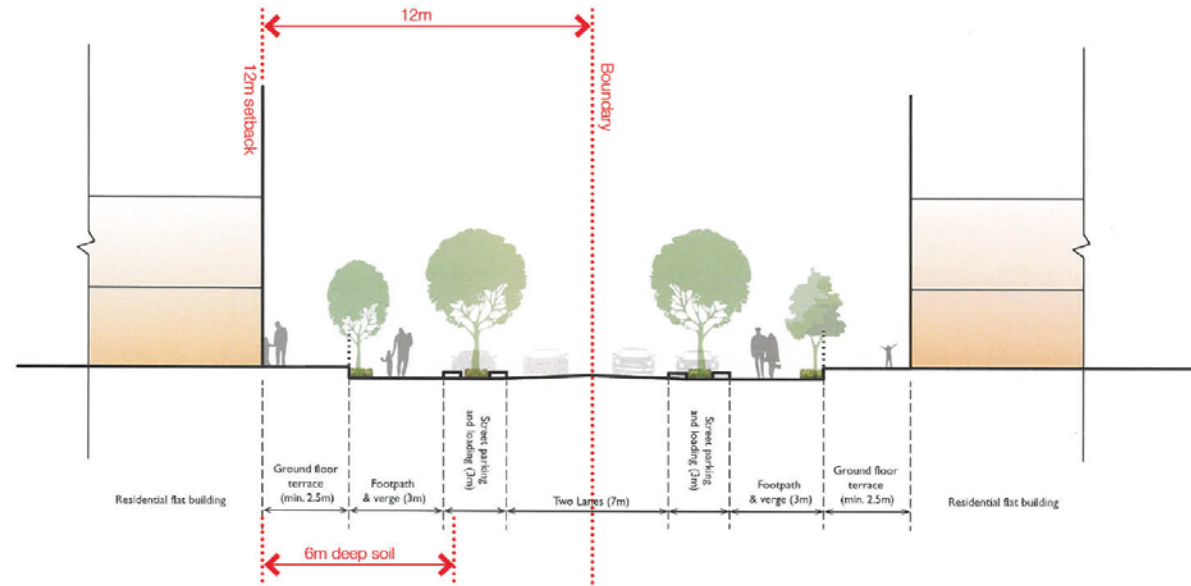 12m
12m setback
Boundary
Street parking
and loading (3m)
Street parking
and loading (3m)
Ground floor
terrace
(min. 2.5m)
Ground floor
terrace
(min. 2.5m)
Residential flat building
Footpath
& verge (3m)
Two Lanes (7m)
Footpath
& verge (3m)
Residential flat building
6m deep soil